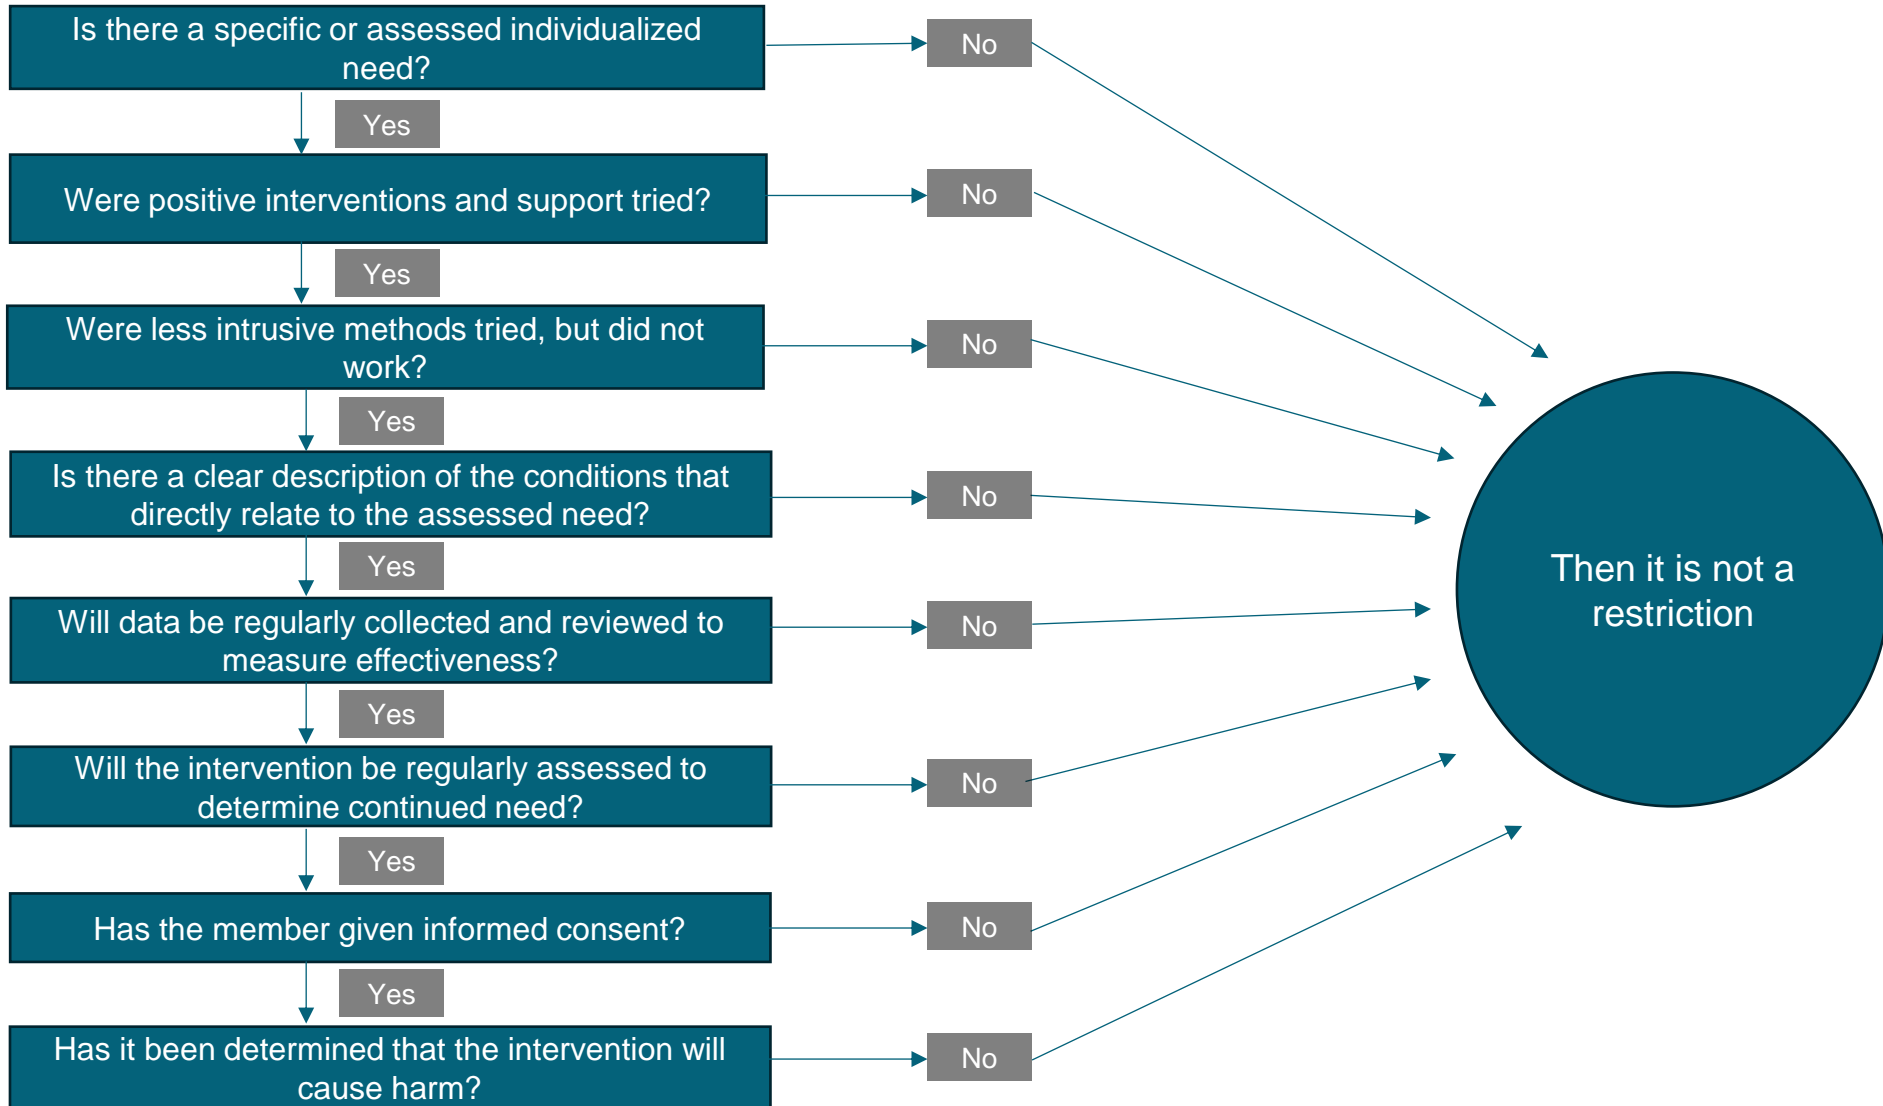 Is there a specific or assessed individualized
need?
No
Yes
Were positive interventions and support tried?
No
Yes
Were less intrusive methods tried, but did not
work?
No
Yes
Is there a clear description of the conditions that
directly relate to the assessed need?
No
Yes
Will data be regularly collected and reviewed to
measure effectiveness?
No
Yes
Will the intervention be regularly assessed to
determine continued need?
No
Yes
Has the member given informed consent?
No
Yes
Has it been determined that the intervention will
cause harm?
No
Then it is not a
restriction